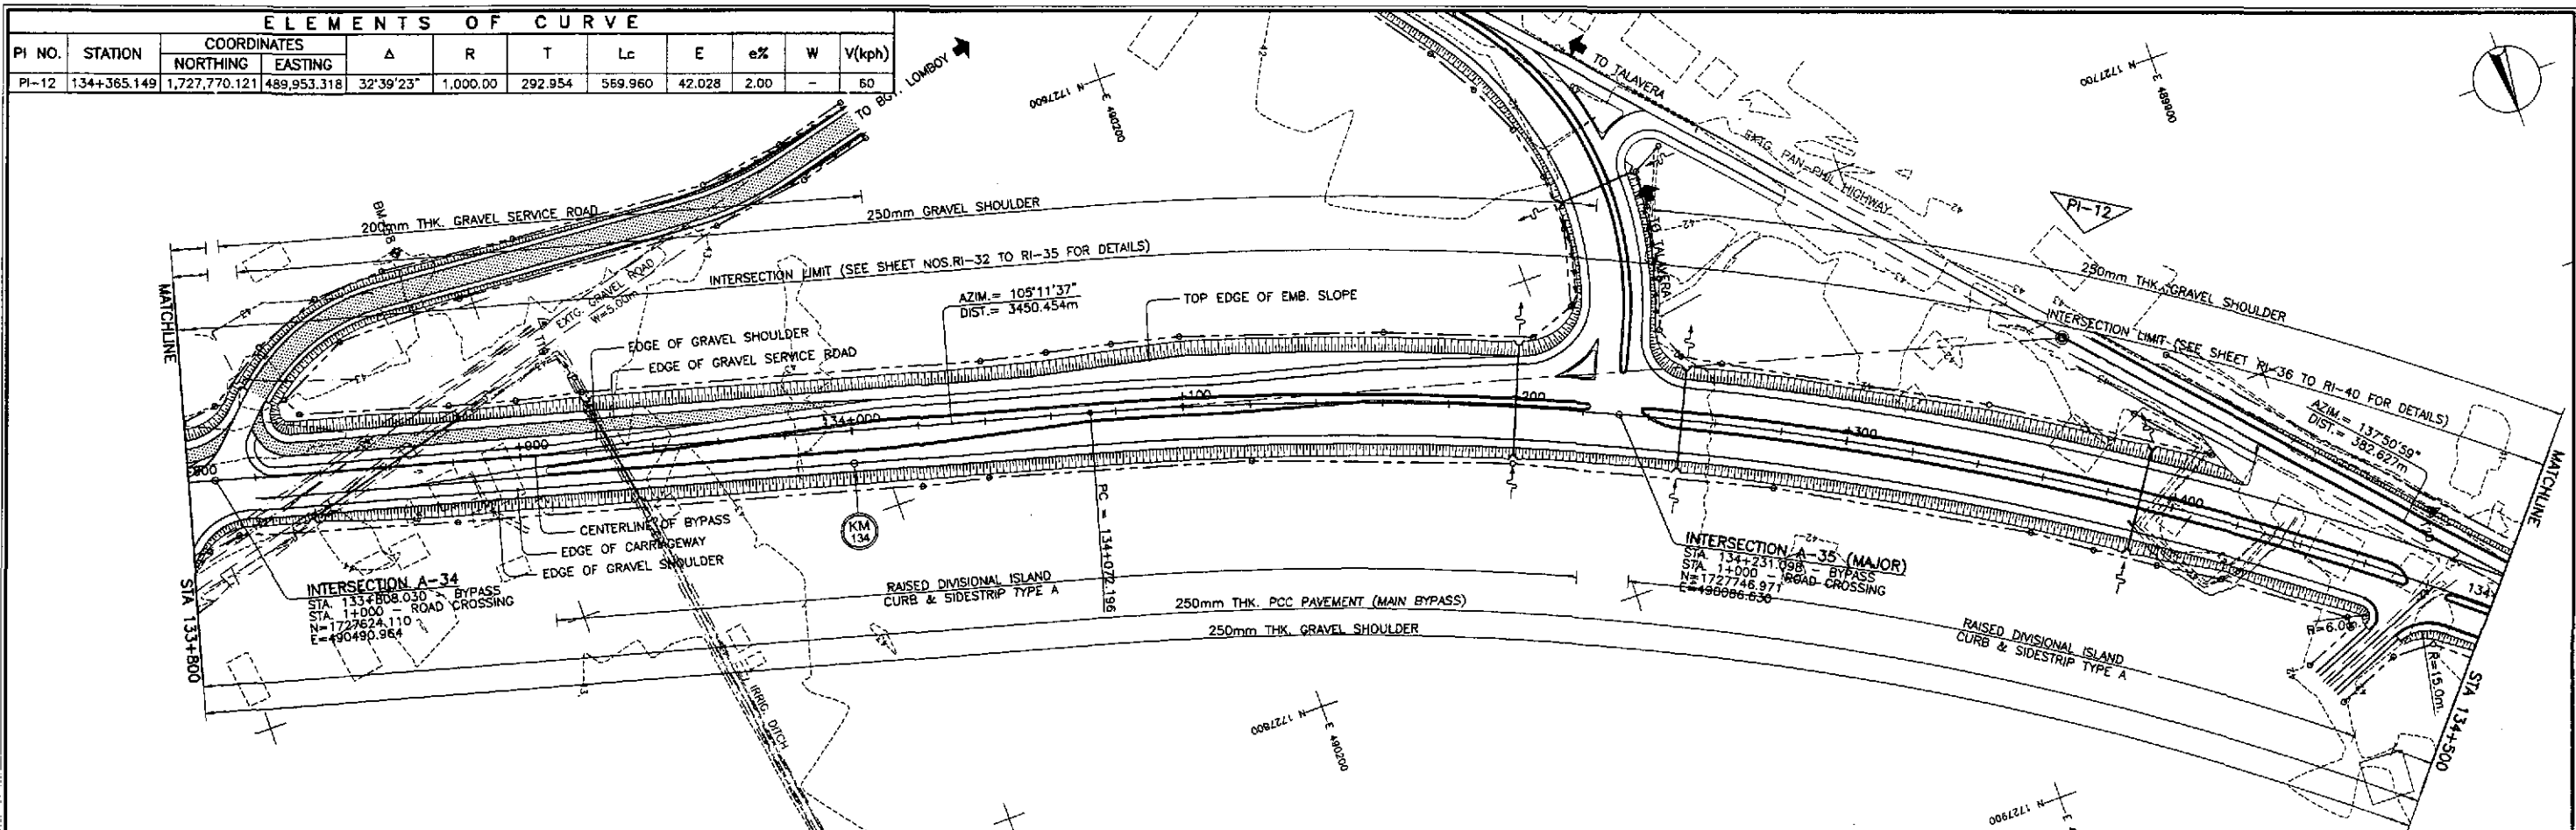 ELEMENTS OF CURVE
PI NO. STATION COORDINATES Δ R T Lc E e% W V(kph)
NORTHING EASTING
PI-12 134+365.149 1,727,770.121 489,953.318 32°39'23" 1,000.00 292.954 569.960 42.028 2.00 - 60
TO BGY. LOMBOY
TO TALAVERA
N 1727600
E 490200
N 1727700
E 489900
EXTG. PAN-PHIL HIGHWAY
PI-12
200mm THK. GRAVEL SERVICE ROAD
250mm GRAVEL SHOULDER
TO TALAVERA
250mm THK. GRAVEL SHOULDER
INTERSECTION LIMIT (SEE SHEET NOS.RI-32 TO RI-35 FOR DETAILS)
INTERSECTION LIMIT (SEE SHEET RI-36 TO RI-40 FOR DETAILS)
EXTG. GRAVEL ROAD
W=5.00m
AZIM.= 105°11'37"
DIST.= 3450.454m
TOP EDGE OF EMB. SLOPE
EDGE OF GRAVEL SHOULDER
EDGE OF GRAVEL SERVICE ROAD
AZIM.= 137°50'59"
DIST.= 382.627m
MATCHLINE
STA 133+800
+900
134+000
+100
+200
+300
+400
CENTERLINE OF BYPASS
EDGE OF CARRIAGEWAY
EDGE OF GRAVEL SHOULDER
KM
134
PC = 134+072.196
INTERSECTION A-34
STA. 133+808.030 - BYPASS
STA. 1+000 - ROAD CROSSING
N=1727624.110
E=490490.964
INTERSECTION A-35 (MAJOR)
STA. 134+231.098 - BYPASS
STA. 1+000 - ROAD CROSSING
N=1727746.971
E=490086.630
RAISED DIVISIONAL ISLAND
CURB & SIDESTRIP TYPE A
250mm THK. PCC PAVEMENT (MAIN BYPASS)
250mm THK. GRAVEL SHOULDER
RAISED DIVISIONAL ISLAND
CURB & SIDESTRIP TYPE A
R=6.0m.
R=15.0m.
MATCHLINE
STA 134+500
IRRIG. DITCH
N 1727800
E 490200
N 1727900